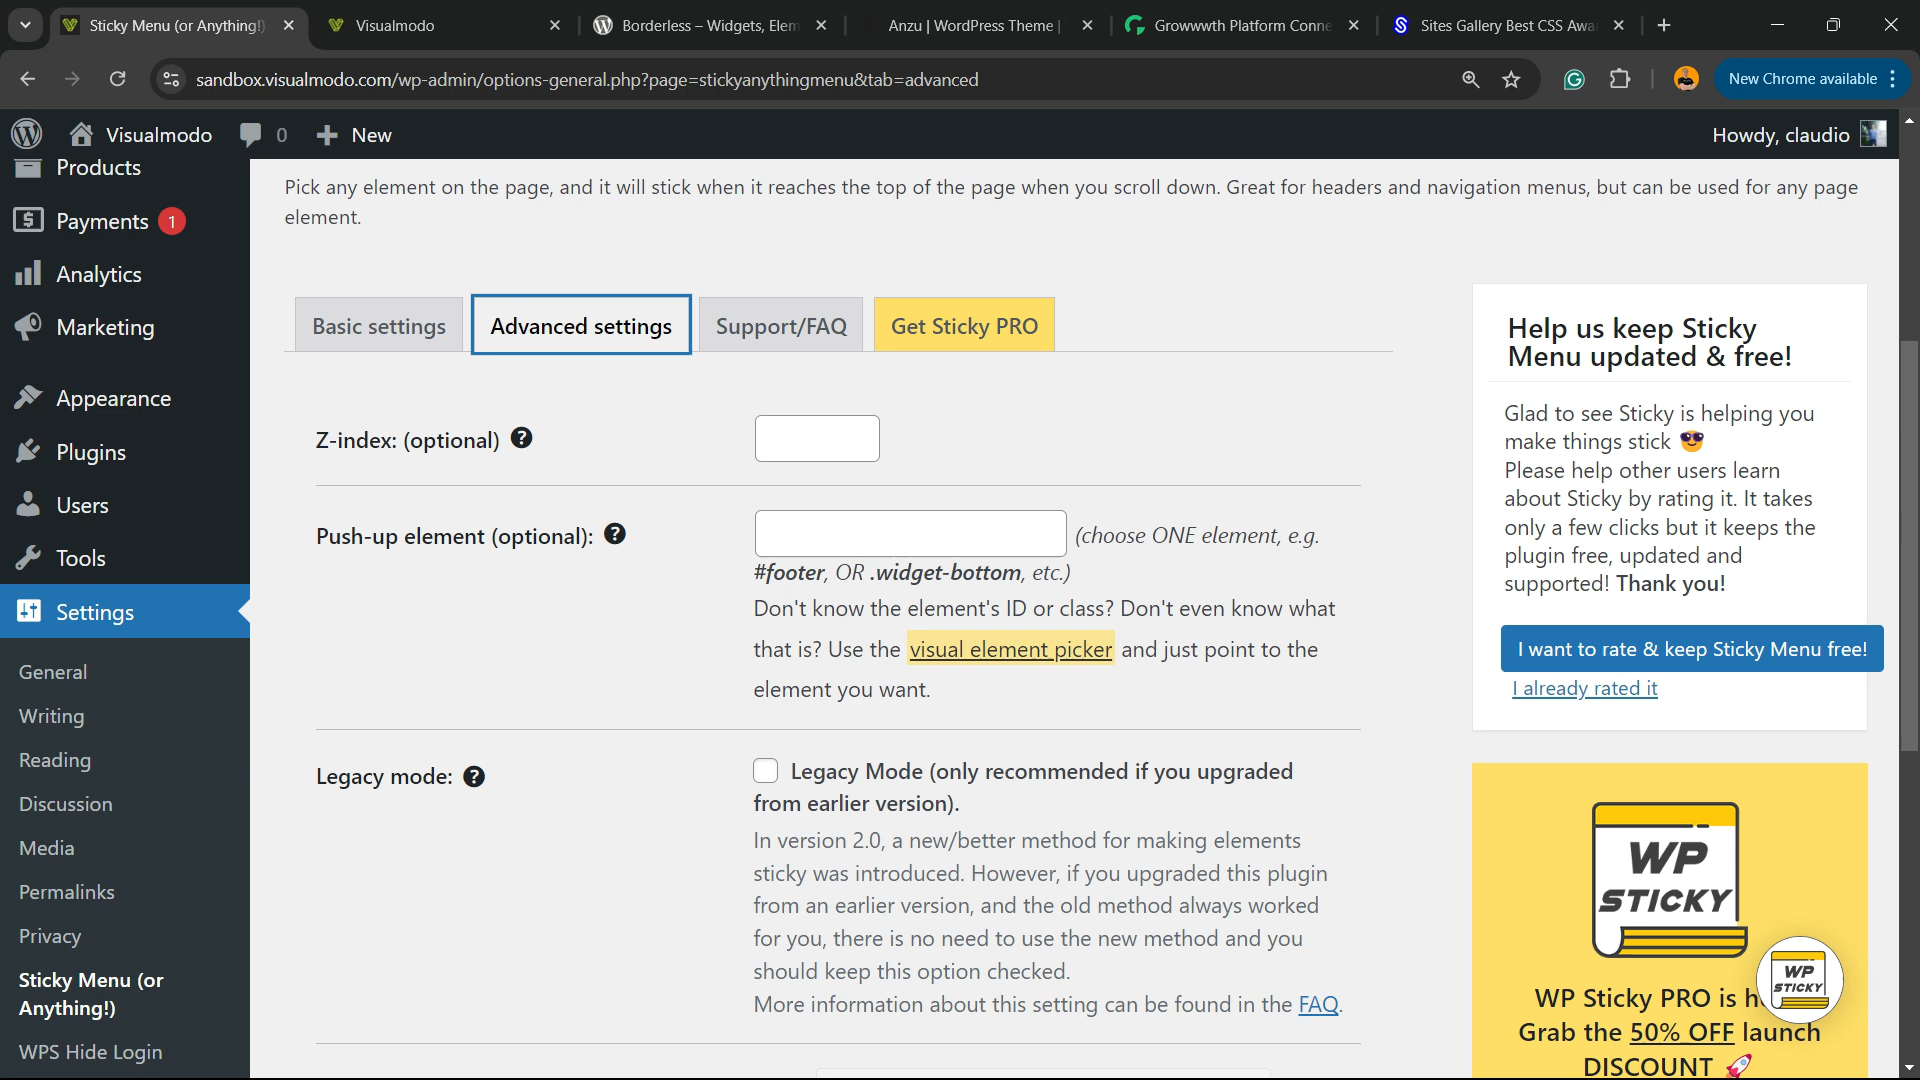 Sticky Menu (or Anything!)
Visualmodo
Borderless – Widgets, Elem
Anzu | WordPress Theme |
Growwwth Platform Conne
Sites Gallery Best CSS Awa
sandbox.visualmodo.com/wp-admin/options-general.php?page=stickyanythingmenu&tab=advanced
New Chrome available
Visualmodo
0
New
Howdy, claudio
Products
Payments 1
Analytics
Marketing
Appearance
Plugins
Users
Tools
Settings
General
Writing
Reading
Discussion
Media
Permalinks
Privacy
Sticky Menu (or
Anything!)
WPS Hide Login
Pick any element on the page, and it will stick when it reaches the top of the page when you scroll down. Great for headers and navigation menus, but can be used for any page
element.
Basic settings
Advanced settings
Support/FAQ
Get Sticky PRO
Z-index: (optional) ?
Push-up element (optional): ?
(choose ONE element, e.g.
#footer, OR .widget-bottom, etc.)
Don't know the element's ID or class? Don't even know what
that is? Use the visual element picker and just point to the
element you want.
Legacy mode: ?
Legacy Mode (only recommended if you upgraded
from earlier version).
In version 2.0, a new/better method for making elements
sticky was introduced. However, if you upgraded this plugin
from an earlier version, and the old method always worked
for you, there is no need to use the new method and you
should keep this option checked.
More information about this setting can be found in the FAQ.
Help us keep Sticky
Menu updated & free!
Glad to see Sticky is helping you
make things stick 😎
Please help other users learn
about Sticky by rating it. It takes
only a few clicks but it keeps the
plugin free, updated and
supported! Thank you!
I want to rate & keep Sticky Menu free!
I already rated it
WP
STICKY
WP
STICKY
WP Sticky PRO is h
Grab the 50% OFF launch
DISCOUNT 🚀